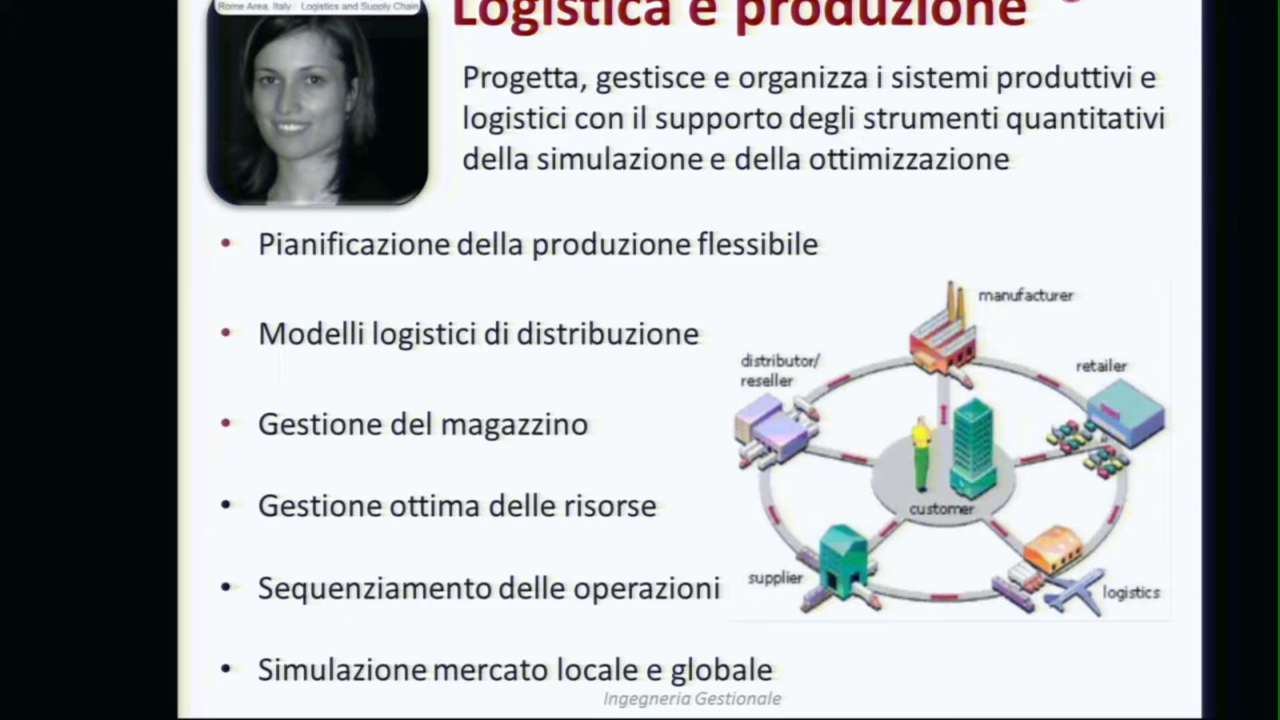 Rome Area, Italy Logistics and Supply Chain
Logistica e produzione
Progetta, gestisce e organizza i sistemi produttivi e
logistici con il supporto degli strumenti quantitativi
della simulazione e della ottimizzazione
• Pianificazione della produzione flessibile
• Modelli logistici di distribuzione
• Gestione del magazzino
• Gestione ottima delle risorse
• Sequenziamento delle operazioni
• Simulazione mercato locale e globale
manufacturer
distributor/
reseller
retailer
customer
supplier
logistics
Ingegneria Gestionale